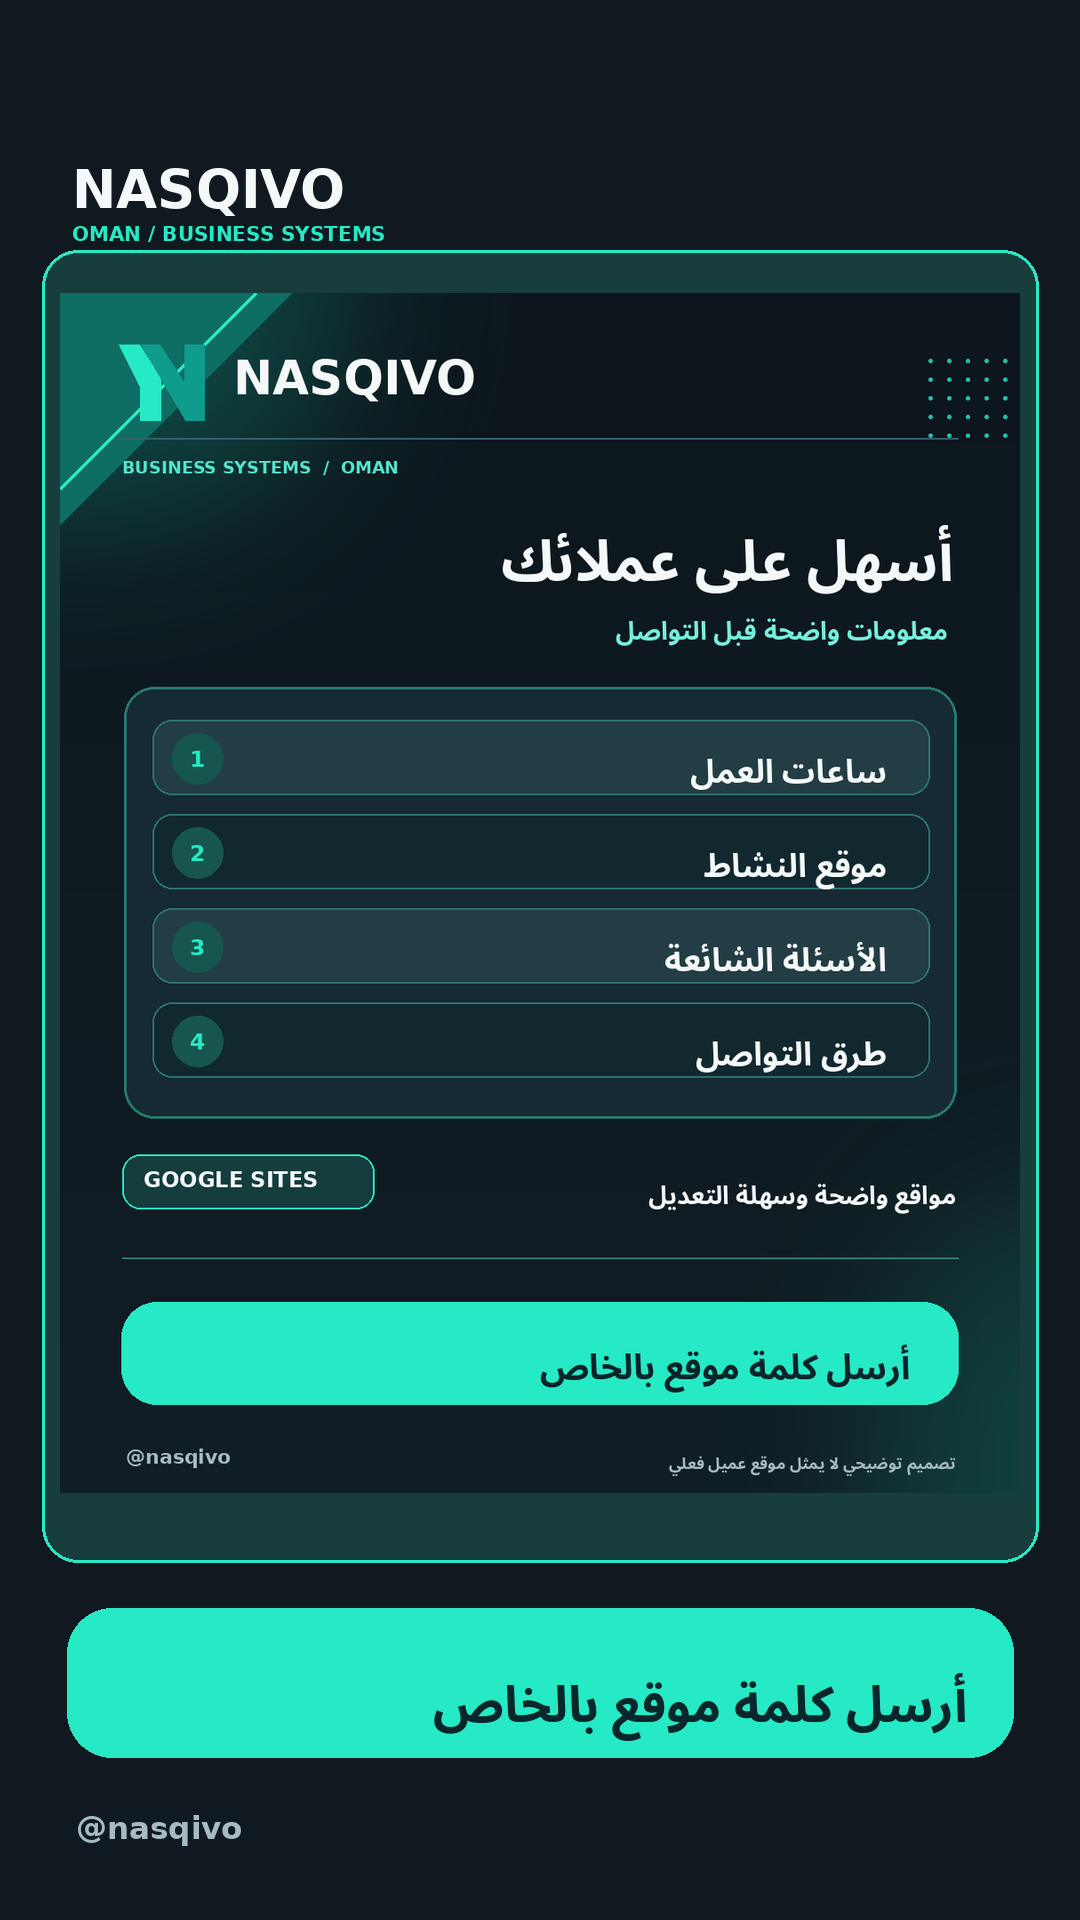 NASQIVO
OMAN / BUSINESS SYSTEMS
NASQIVO
BUSINESS SYSTEMS / OMAN
أسهل على عملائك
معلومات واضحة قبل التواصل
1 ساعات العمل
2 موقع النشاط
3 الأسئلة الشائعة
4 طرق التواصل
GOOGLE SITES
مواقع واضحة وسهلة التعديل
أرسل كلمة موقع بالخاص
@nasqivo
تصميم توضيحي لا يمثل موقع عميل فعلي
أرسل كلمة موقع بالخاص
@nasqivo